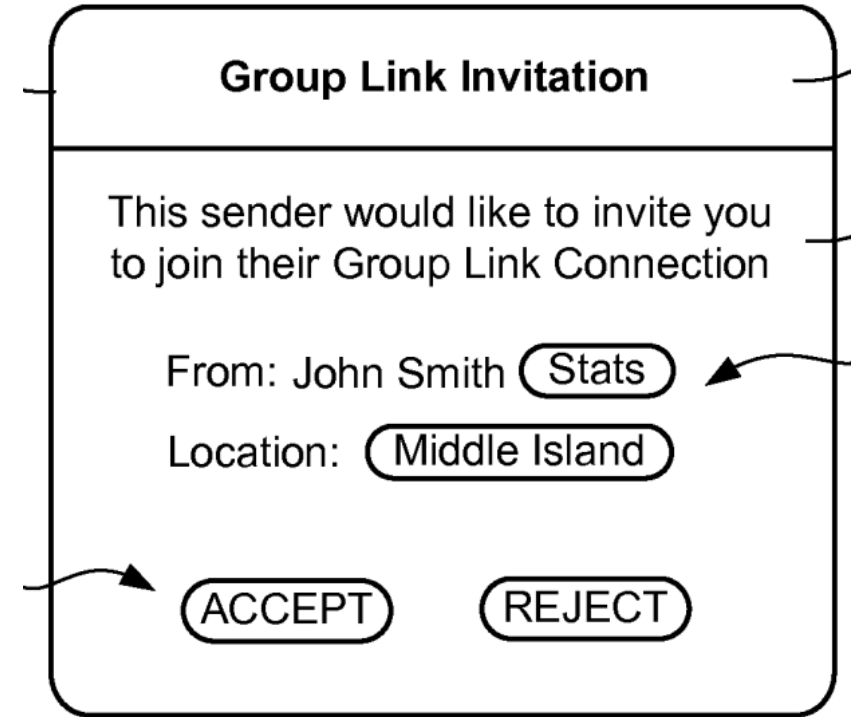 Group Link Invitation
This sender would like to invite you
to join their Group Link Connection
From: John Smith Stats
Location: Middle Island
ACCEPT REJECT